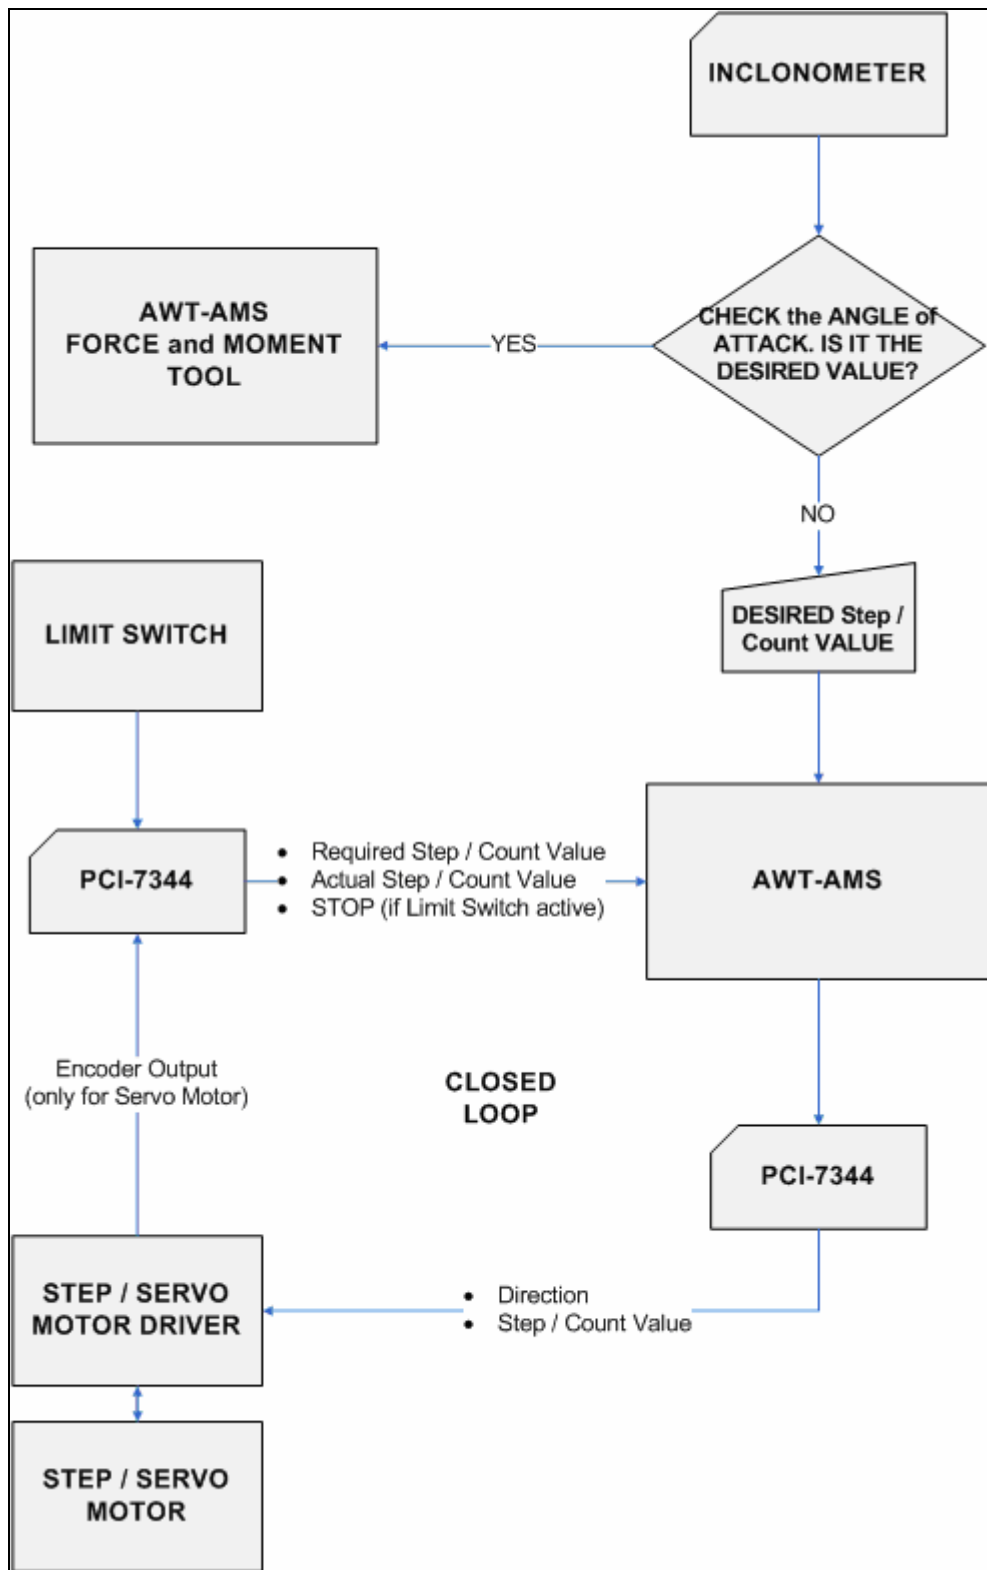 INCLONOMETER
AWT-AMS
FORCE and MOMENT
TOOL
YES
CHECK the ANGLE of
ATTACK. IS IT THE
DESIRED VALUE?
NO
DESIRED Step /
Count VALUE
LIMIT SWITCH
PCI-7344
• Required Step / Count Value
• Actual Step / Count Value
• STOP (if Limit Switch active)
AWT-AMS
Encoder Output
(only for Servo Motor)
CLOSED
LOOP
PCI-7344
STEP / SERVO
MOTOR DRIVER
• Direction
• Step / Count Value
STEP / SERVO
MOTOR